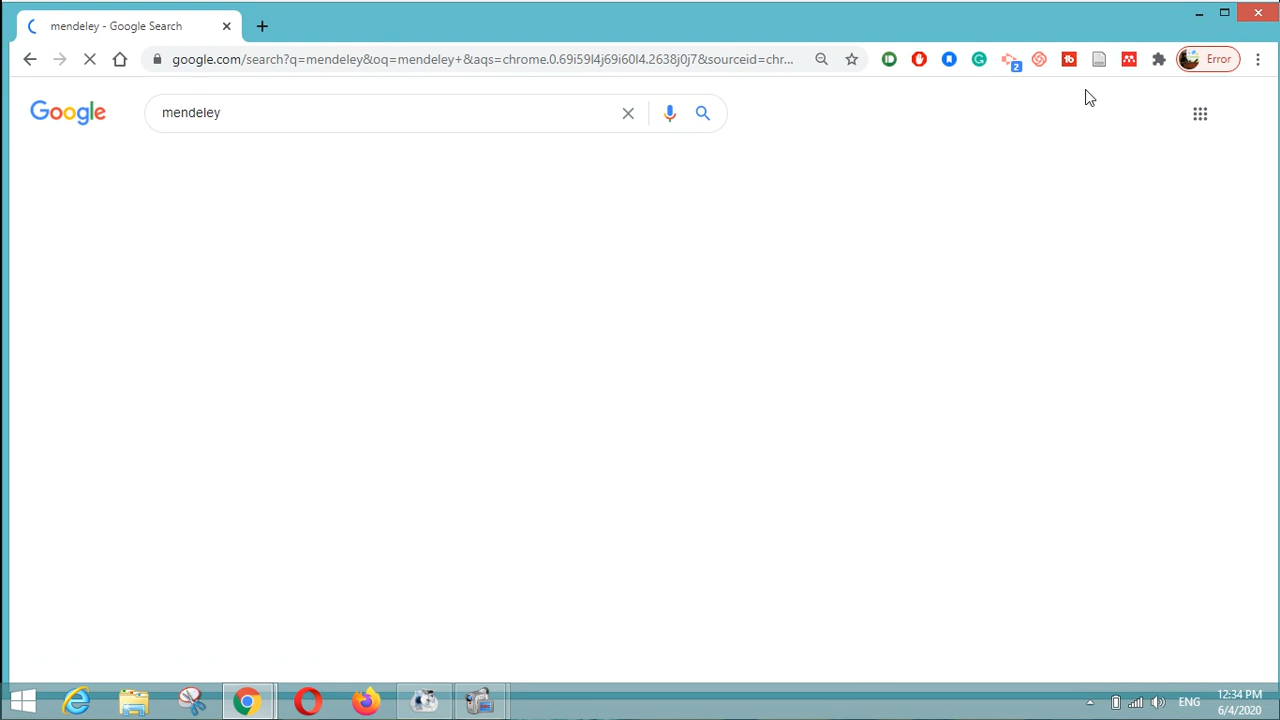 mendeley - Google Search
google.com/search?q=mendeley&oq=mendeley+&aqs=chrome.0.69i59l4j69i60l4.2638j0j7&sourceid=chr...
2
Error
Google
mendeley
ENG
12:34 PM
6/4/2020